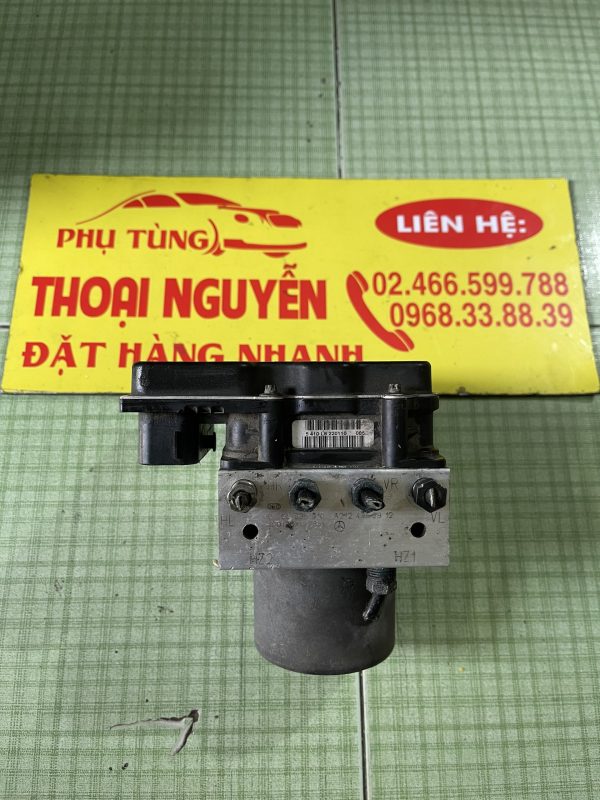 PHỤ TÙNG
LIÊN HỆ:
THOẠI NGUYỄN
02.466.599.788
0968.33.88.39
ĐẶT HÀNG NHANH
VR
HL
VL
HZ2
HZ1